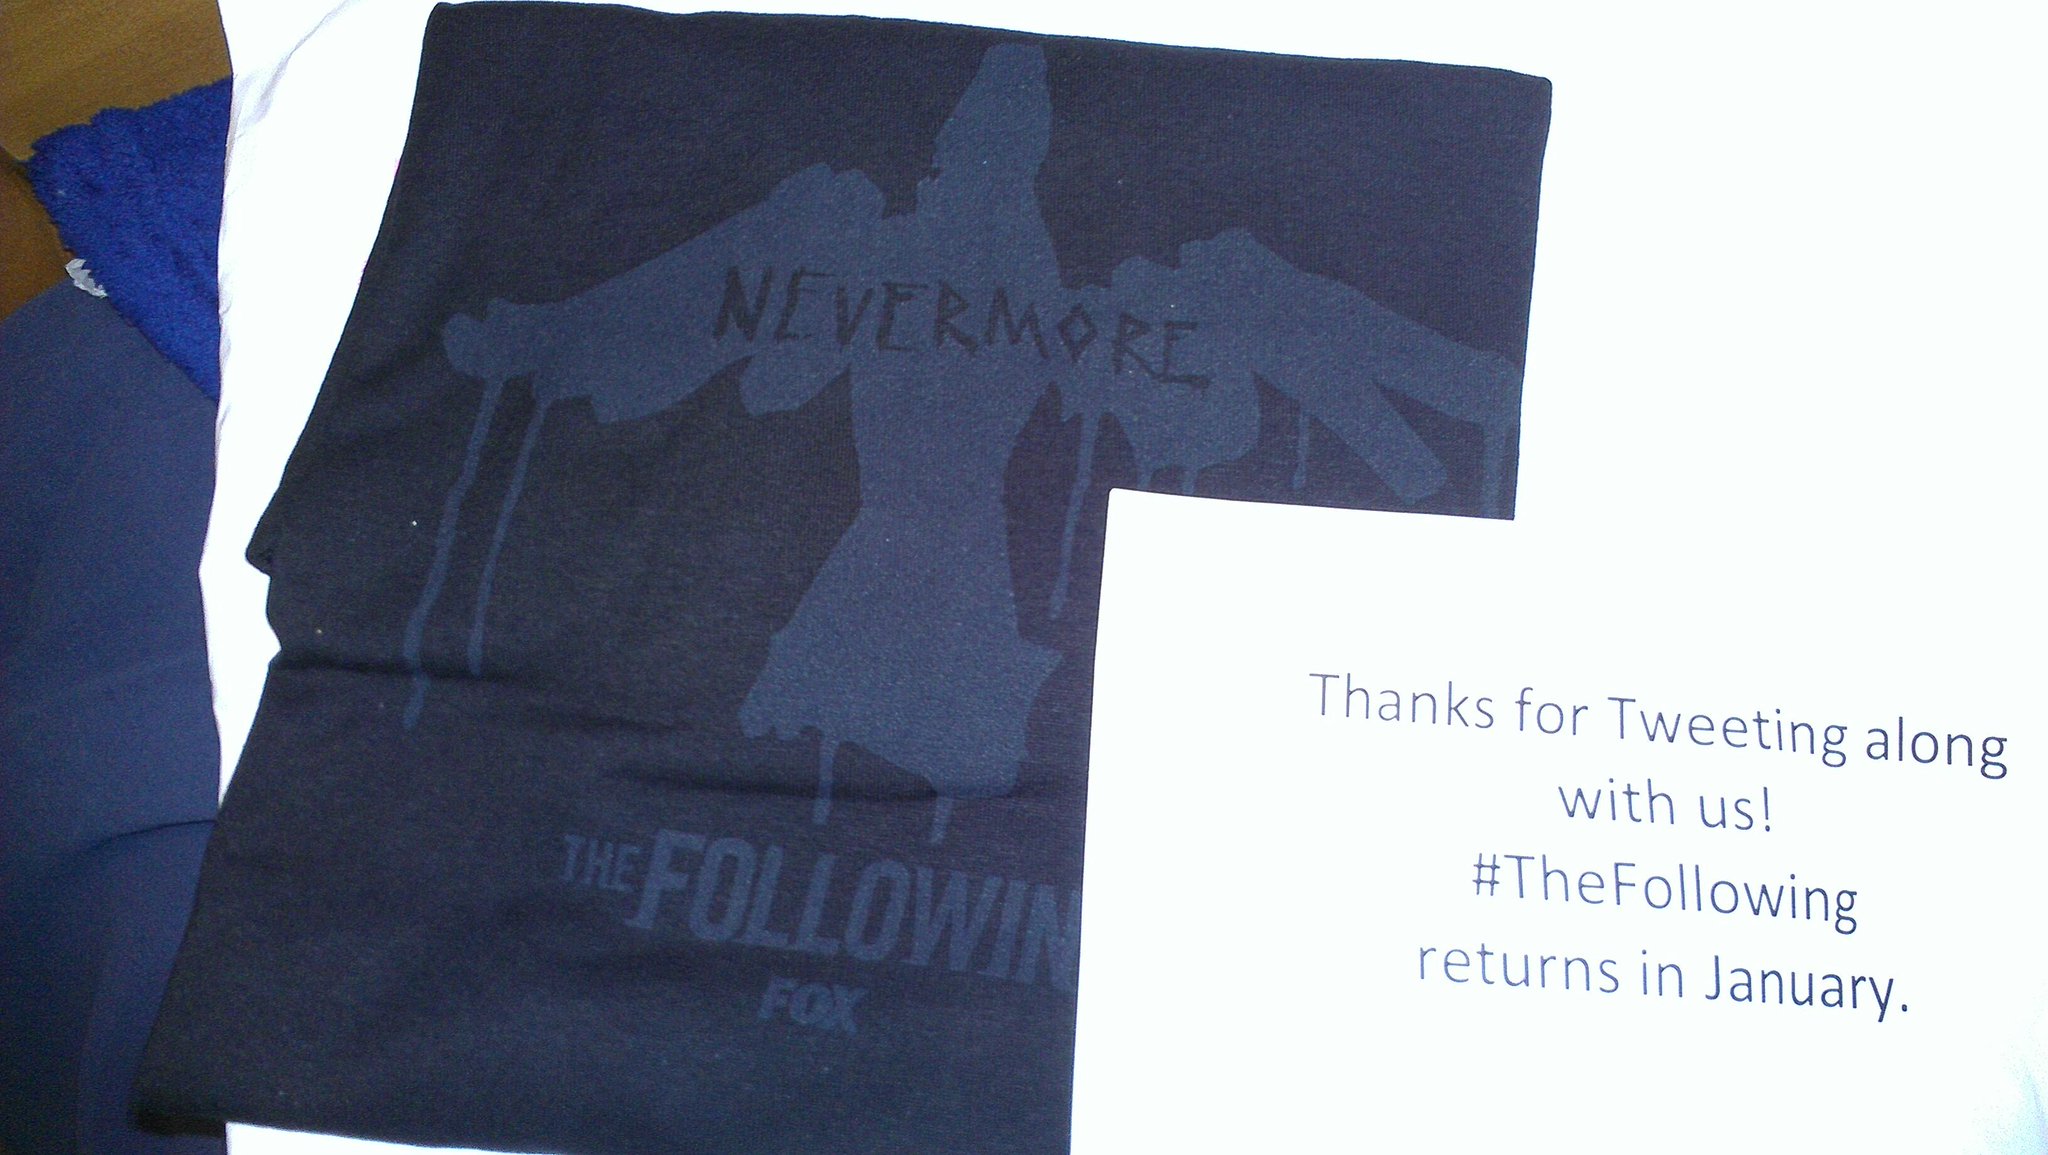 NEVERMORE
THE FOLLOWIN
FOX
Thanks for Tweeting along
with us!
#TheFollowing
returns in January.